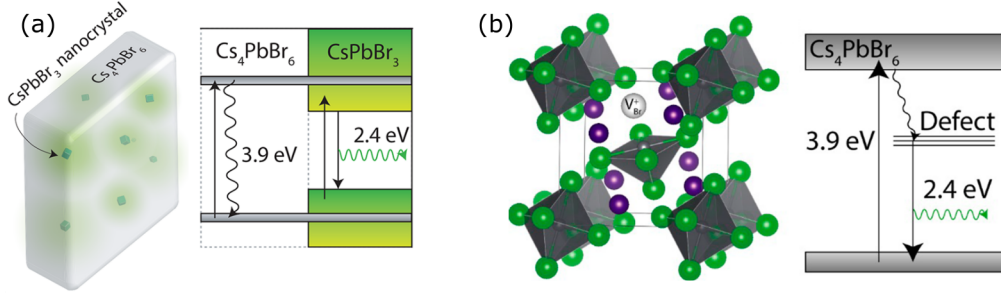 (a)
CsPbBr₃ nanocrystal
Cs₄PbBr₆
Cs₄PbBr₆
CsPbBr₃
3.9 eV
2.4 eV
(b)
V⁺Br
Cs₄PbBr₆
3.9 eV
Defect
2.4 eV